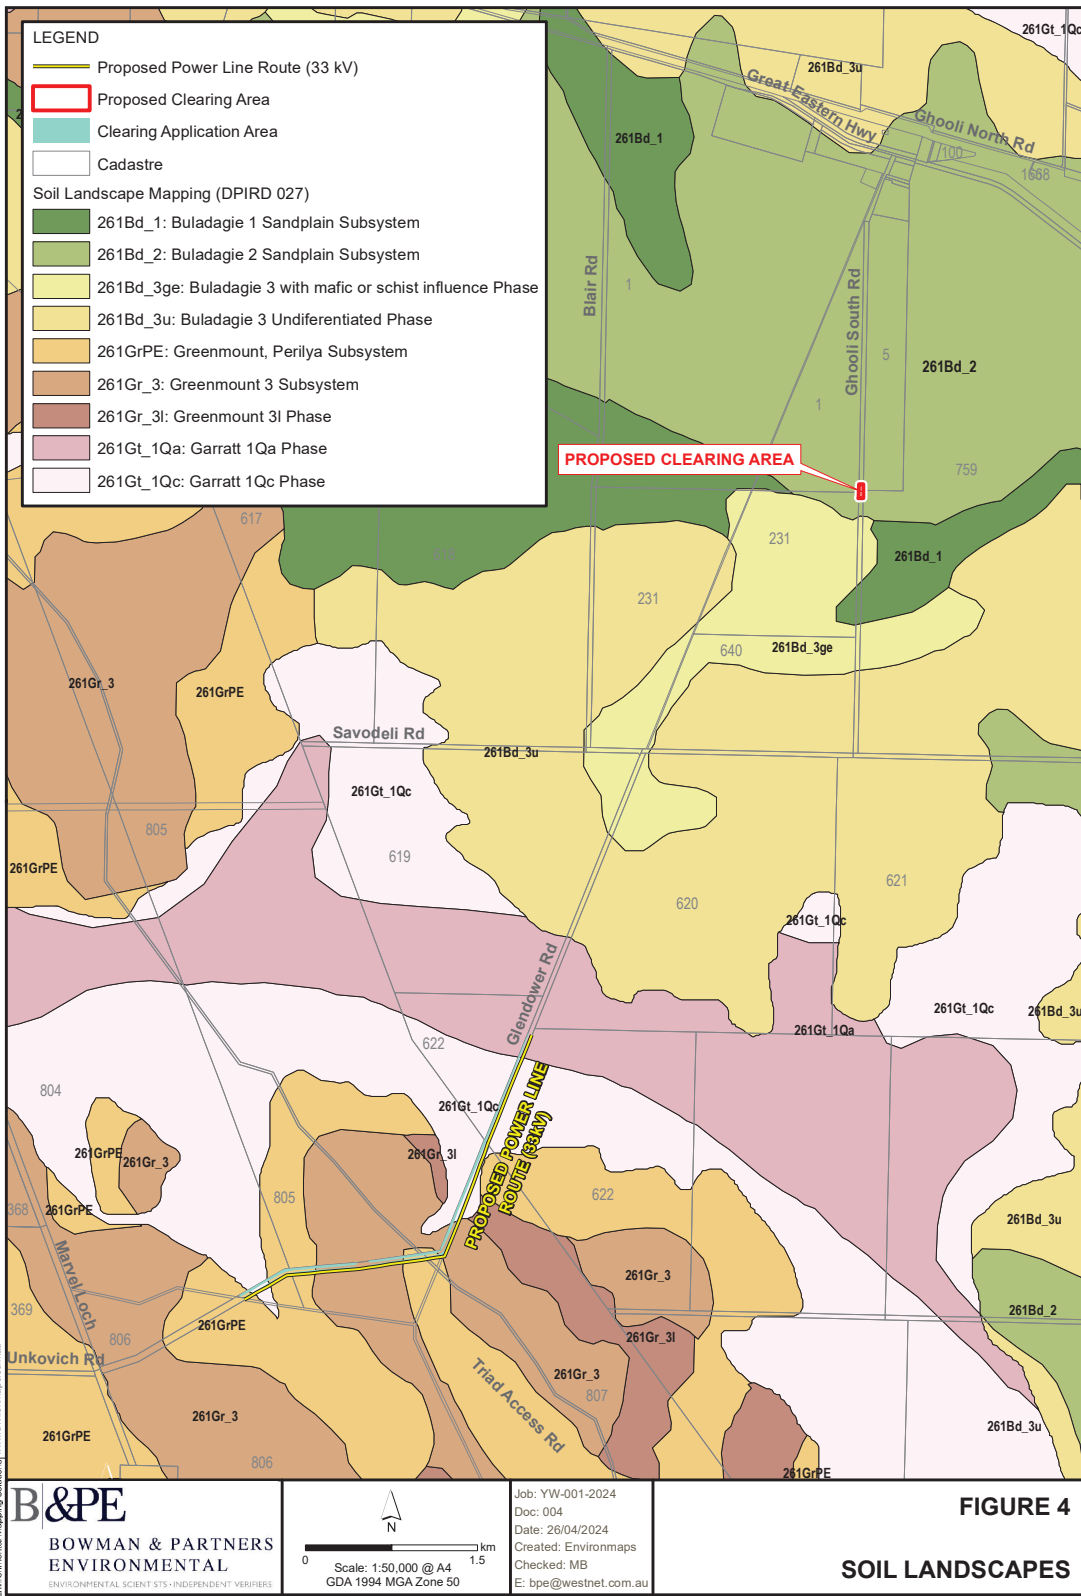 LEGEND
Proposed Power Line Route (33 kV)
Proposed Clearing Area
Clearing Application Area
Cadastre
Soil Landscape Mapping (DPIRD 027)
261Bd_1: Buladagie 1 Sandplain Subsystem
261Bd_2: Buladagie 2 Sandplain Subsystem
261Bd_3ge: Buladagie 3 with mafic or schist influence Phase
261Bd_3u: Buladagie 3 Undiferentiated Phase
261GrPE: Greenmount, Perilya Subsystem
261Gr_3: Greenmount 3 Subsystem
261Gr_3l: Greenmount 3l Phase
261Gt_1Qa: Garratt 1Qa Phase
261Gt_1Qc: Garratt 1Qc Phase
261Gt_1Qc
261Bd_3u
Great Eastern Hwy
Ghooli North Rd
261Bd_1
100
1668
Blair Rd
1
Ghooli South Rd
5
261Bd_2
1
PROPOSED CLEARING AREA
759
617
231
261Bd_1
231
640
261Bd_3ge
261Gr_3
261GrPE
Savodeli Rd
261Bd_3u
261Gt_1Qc
805
619
261GrPE
621
620
261Gt_1Qc
Glendower Rd
261Gt_1Qc
261Bd_3u
261Gt_1Qa
622
804
261Gt_1Qc
PROPOSED POWER LINE
ROUTE (33kV)
261GrPE
261Gr_3
261Gr_3l
805
622
368
261GrPE
261Bd_3u
Marvel Loch
261Gr_3
369
261GrPE
261Bd_2
806
261Gr_3l
Unkovich Rd
Triad Access Rd
261Gr_3
807
261Gr_3
261Bd_3u
261GrPE
806
261GrPE
B&PE
BOWMAN & PARTNERS
ENVIRONMENTAL
ENVIRONMENTAL SCIENTISTS · INDEPENDENT VERIFIERS
N
km
0
1.5
Scale: 1:50,000 @ A4
GDA 1994 MGA Zone 50
Job: YW-001-2024
Doc: 004
Date: 26/04/2024
Created: Environmaps
Checked: MB
E: bpe@westnet.com.au
FIGURE 4
SOIL LANDSCAPES